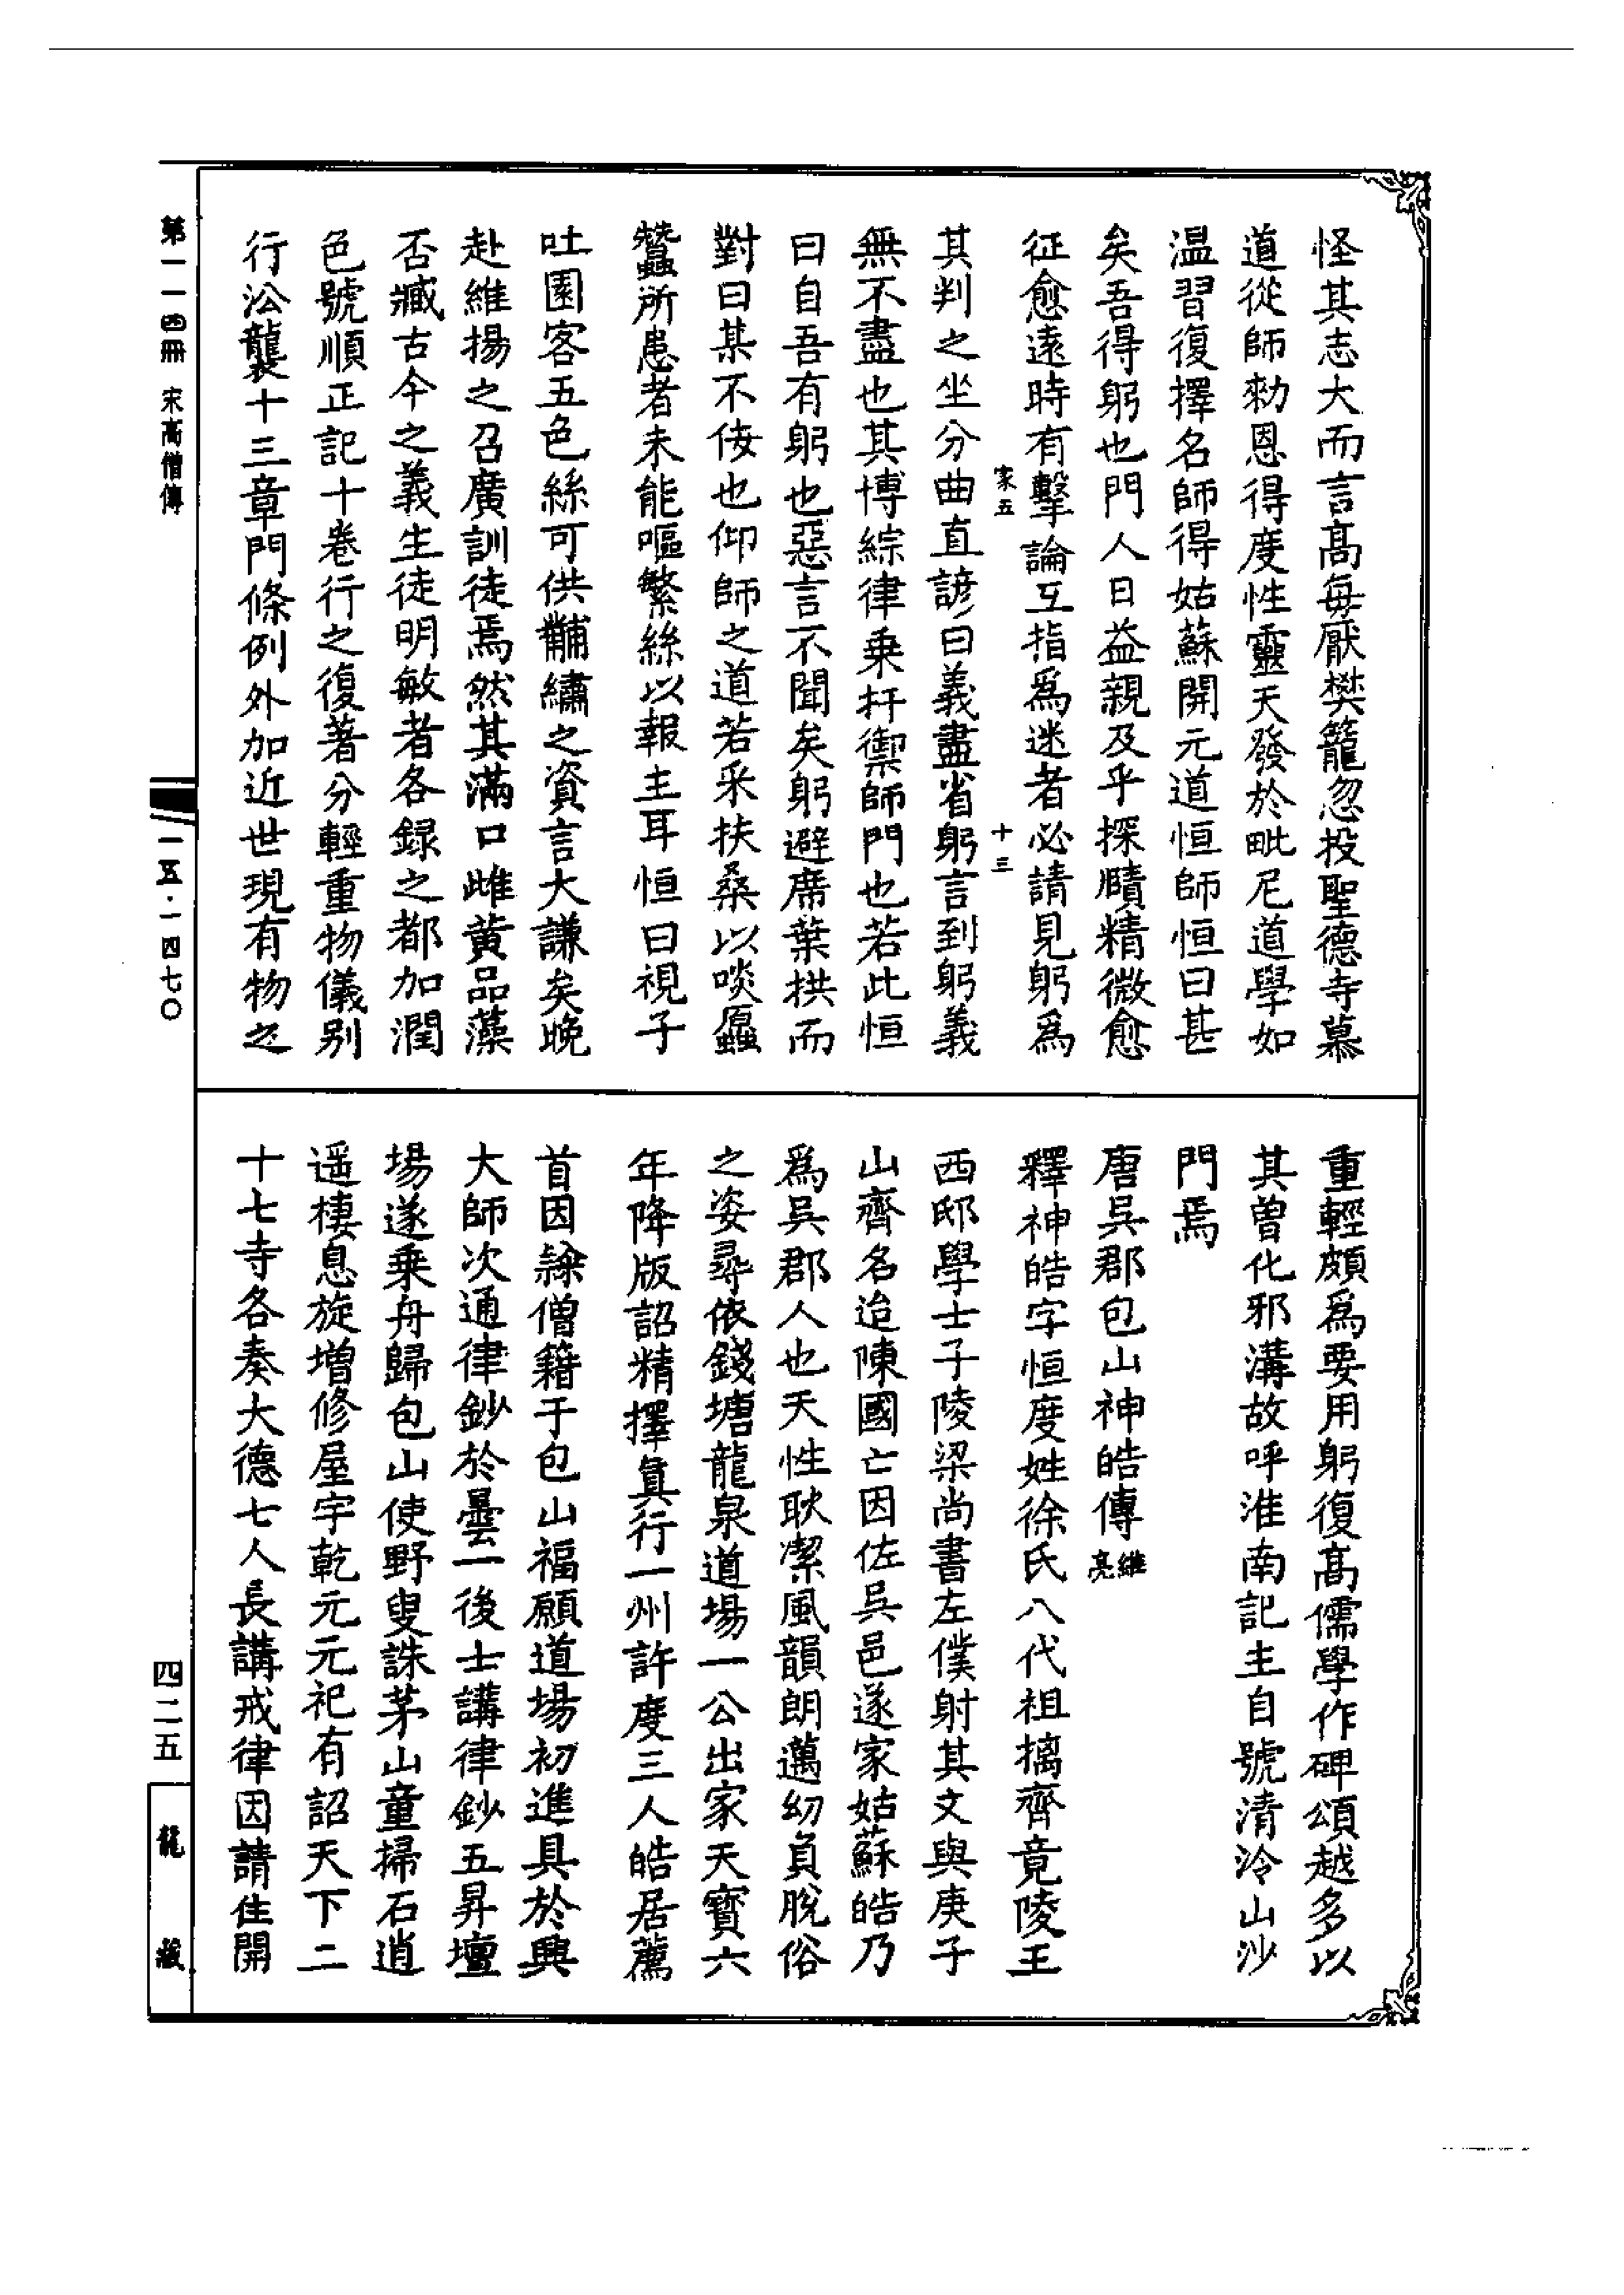 怪其志大而言髙每厭樊籠忽投聖德寺慕
道從師勑恩得度性靈天發於毗尼道學如
温習復擇名師得姑蘇開元道恒師恒曰甚
矣吾得躬也門人日益親及乎探賾精微愈
征愈遠時有擊論互指爲迷者必請見躬爲
家五
十三
其判之坐分曲直諺曰義盡省躬言到躬義
無不盡也其博綜律乘扞禦師門也若此恒
曰自吾有躬也惡言不聞矣躬避席葉拱而
對曰某不佞也仰師之道若采扶桑以啖䘉
蠶所患者未能嘔繁絲以報主耳恒曰視子
吐園客五色絲可供黼繡之資言大謙矣晚
赴維揚之召廣訓徒焉然其滿口雌黄品藻
否臧古今之義生徒明敏者各録之都加潤
色號順正記十卷行之復著分輕重物儀别
行㳂襲十三章門條例外加近世現有物之
重輕頗爲要用躬復髙儒學作碑頌越多以
其曽化邪溝故呼淮南記主自號清泠山沙
門焉
唐吳郡包山神皓傳維亮
釋神皓字恒度姓徐氏八代祖摛齊竟陵王
西邸學士子陵梁尚書左僕射其文與庾子
山齊名迨陳國亡因佐吳邑遂家姑蘇皓乃
爲吳郡人也天性耿潔風韻朗邁幼負脫俗
之姿尋依錢塘龍泉道場一公出家天寳六
年降版詔精擇真行一州許度三人皓居薦
首因𨽻僧籍于包山福願道場初進具於興
大師次通律鈔於曇一後士講律鈔五昇壇
場遂乗舟歸包山使野叟誅茅山童掃石逍
遥棲息旋增修屋宇乾元元祀有詔天下二
十七寺各奏大德七人長講戒律因請住開
第一一四冊 宋高僧傳
一五·一四七〇
四二五
龍藏